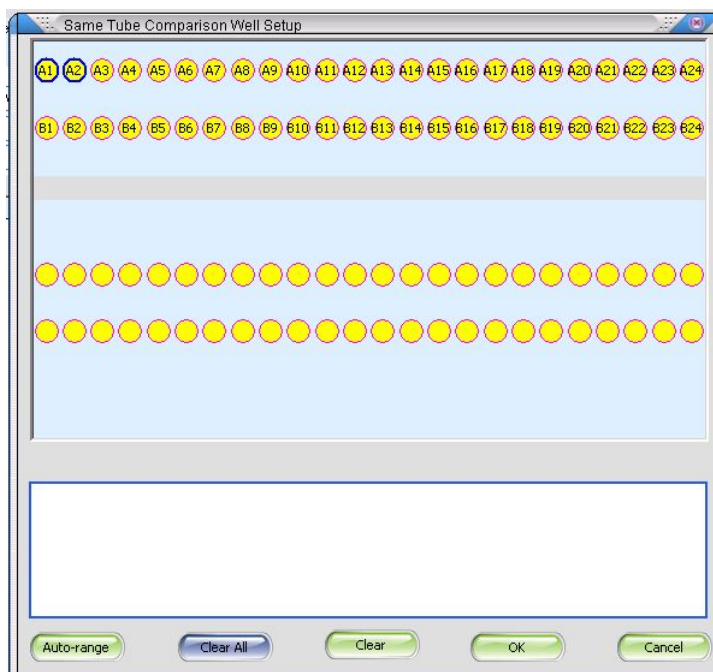 Same Tube Comparison Well Setup
A1 A2 A3 A4 A5 A6 A7 A8 A9 A10 A11 A12 A13 A14 A15 A16 A17 A18 A19 A20 A21 A22 A23 A24
B1 B2 B3 B4 B5 B6 B7 B8 B9 B10 B11 B12 B13 B14 B15 B16 B17 B18 B19 B20 B21 B22 B23 B24
Auto-range Clear All Clear OK Cancel